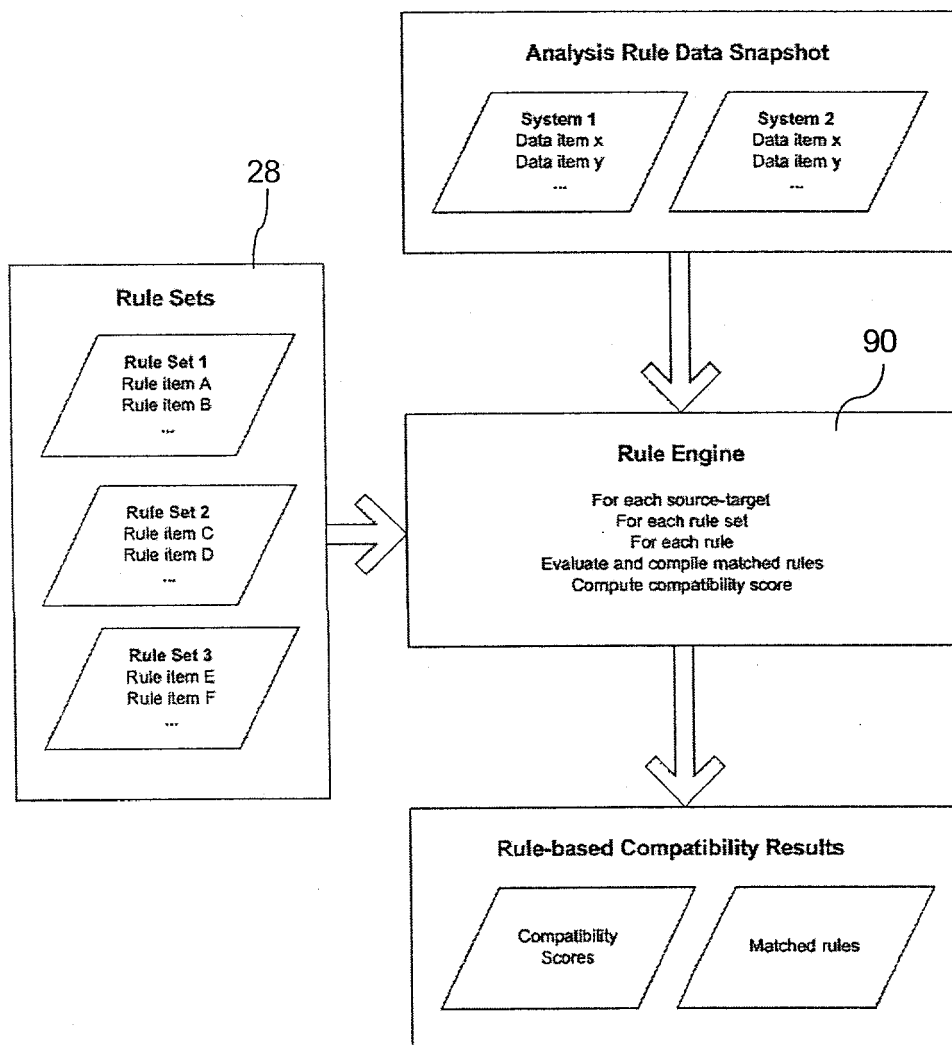 Analysis Rule Data Snapshot
System 1
Data item x
Data item y
...
System 2
Data item x
Data item y
...
28
Rule Sets
Rule Set 1
Rule item A
Rule item B
...
Rule Set 2
Rule item C
Rule item D
...
Rule Set 3
Rule item E
Rule item F
...
90
Rule Engine
For each source-target
For each rule set
For each rule
Evaluate and compile matched rules
Compute compatibility score
Rule-based Compatibility Results
Compatibility
Scores
Matched rules